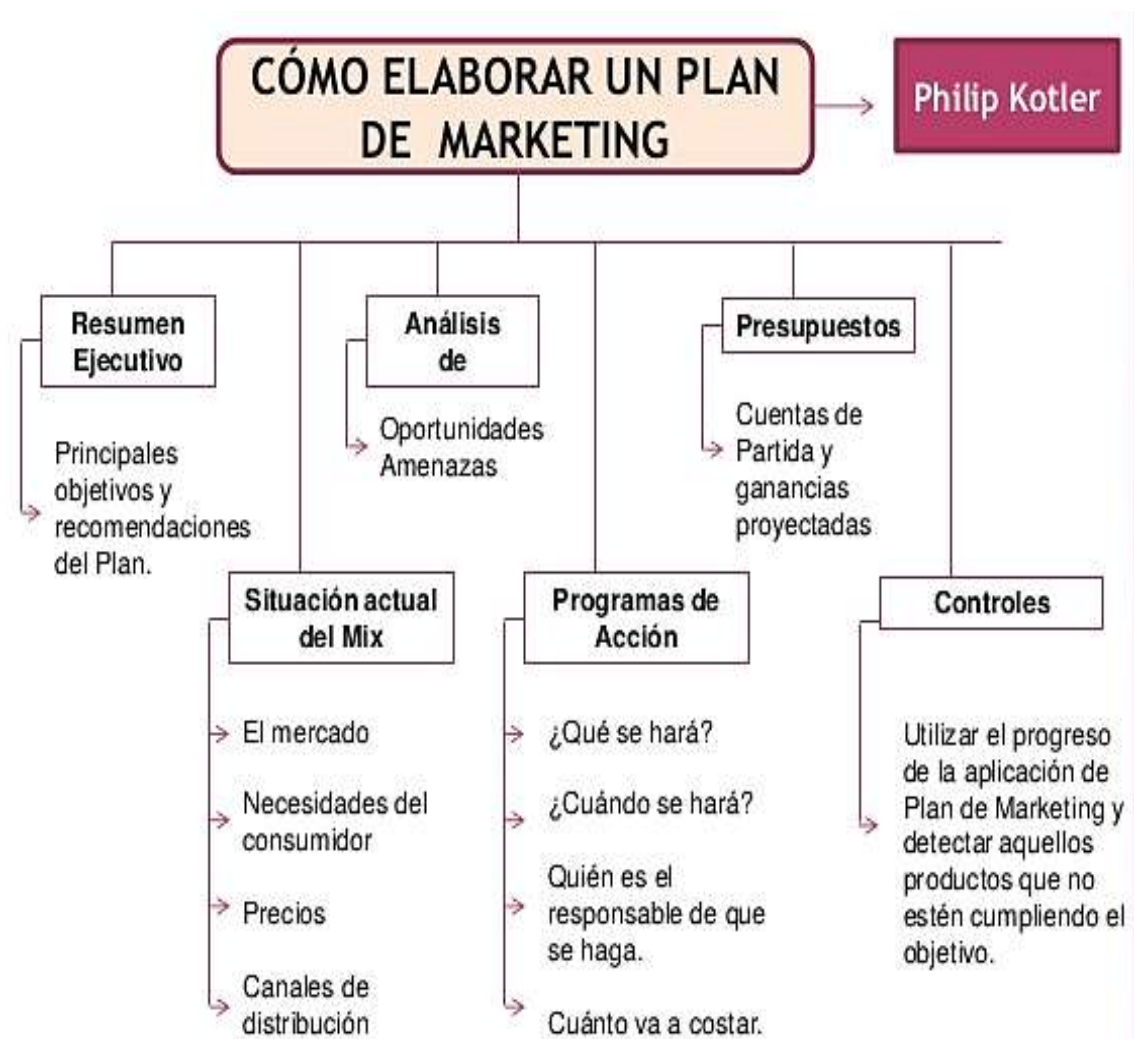 CÓMO ELABORAR UN PLAN
DE MARKETING
Philip Kotler
Resumen
Ejecutivo
Principales
objetivos y
recomendaciones
del Plan.
Análisis
de
Oportunidades
Amenazas
Presupuestos
Cuentas de
Partida y
ganancias
proyectadas
Situación actual
del Mix
El mercado
Necesidades del
consumidor
Precios
Canales de
distribución
Programas de
Acción
¿Qué se hará?
¿Cuándo se hará?
Quién es el
responsable de que
se haga.
Cuánto va a costar.
Controles
Utilizar el progreso
de la aplicación de
Plan de Marketing y
detectar aquellos
productos que no
estén cumpliendo el
objetivo.